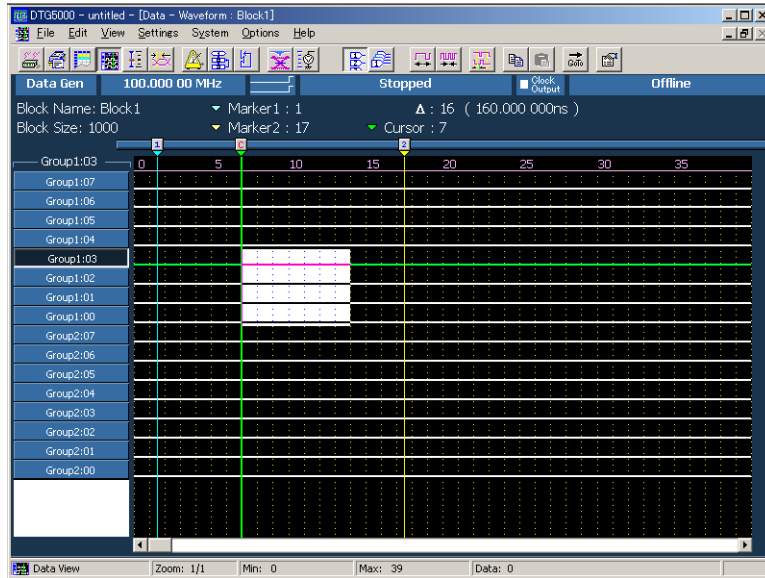 DTG5000 - untitled - [Data - Waveform : Block1]
File Edit View Settings System Options Help
Data Gen 100.000 00 MHz Stopped Clock Output Offline
Block Name: Block1 Marker1 : 1 Δ : 16 ( 160.000 000ns )
Block Size: 1000 Marker2 : 17 Cursor : 7
1 C 2
Group1:03 0 5 10 15 20 25 30 35
Group1:07
Group1:06
Group1:05
Group1:04
Group1:03
Group1:02
Group1:01
Group1:00
Group2:07
Group2:06
Group2:05
Group2:04
Group2:03
Group2:02
Group2:01
Group2:00
Data View Zoom: 1/1 Min: 0 Max: 39 Data: 0